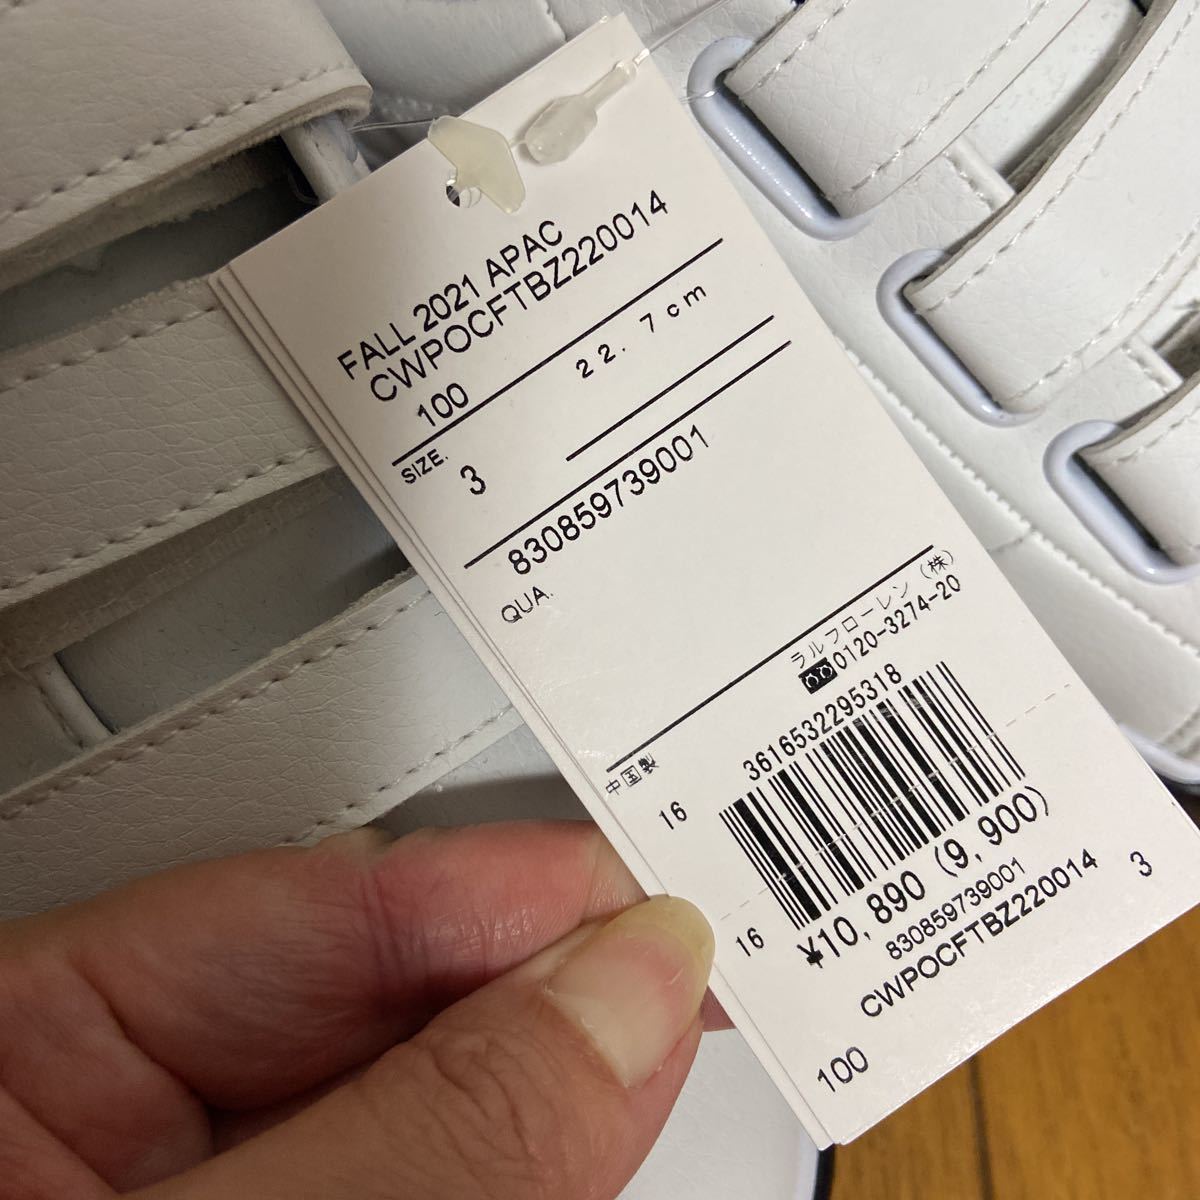 FALL 2021 APAC
CWPOCFTBZ220014
100
22. 7cm
SIZE.
3
830859739001
QUA.
ラルフローレン (株)
0120-3274-20
中国製
16
3616532295318
16
¥10, 890 (9, 900)
830859739001
CWPOCFTBZ220014
3
100